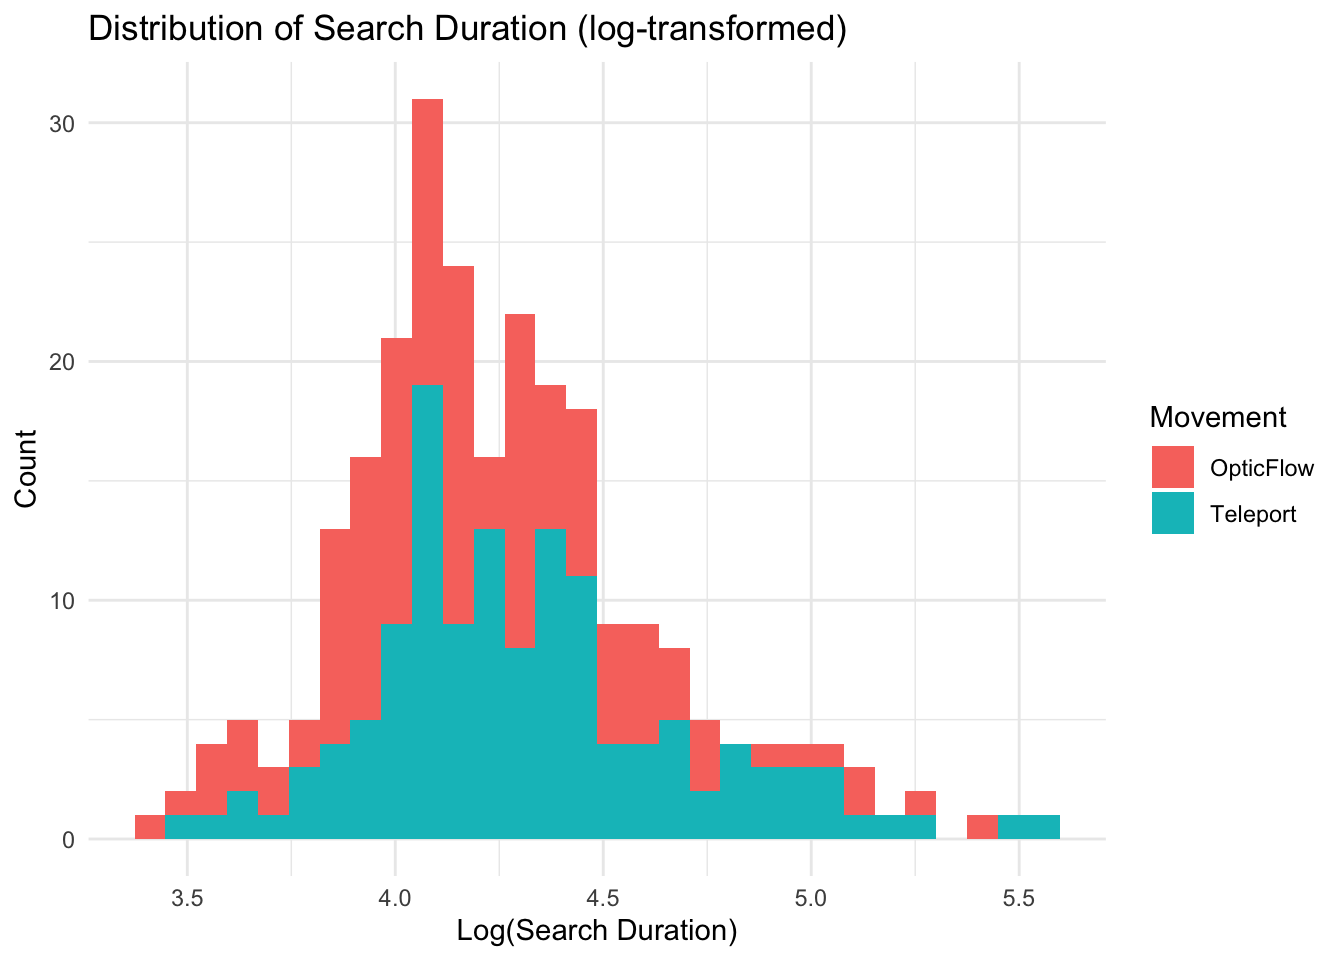 Distribution of Search Duration (log-transformed)
30
20
10
0
Count
3.5
4.0
4.5
5.0
5.5
Log(Search Duration)
Movement
OpticFlow
Teleport